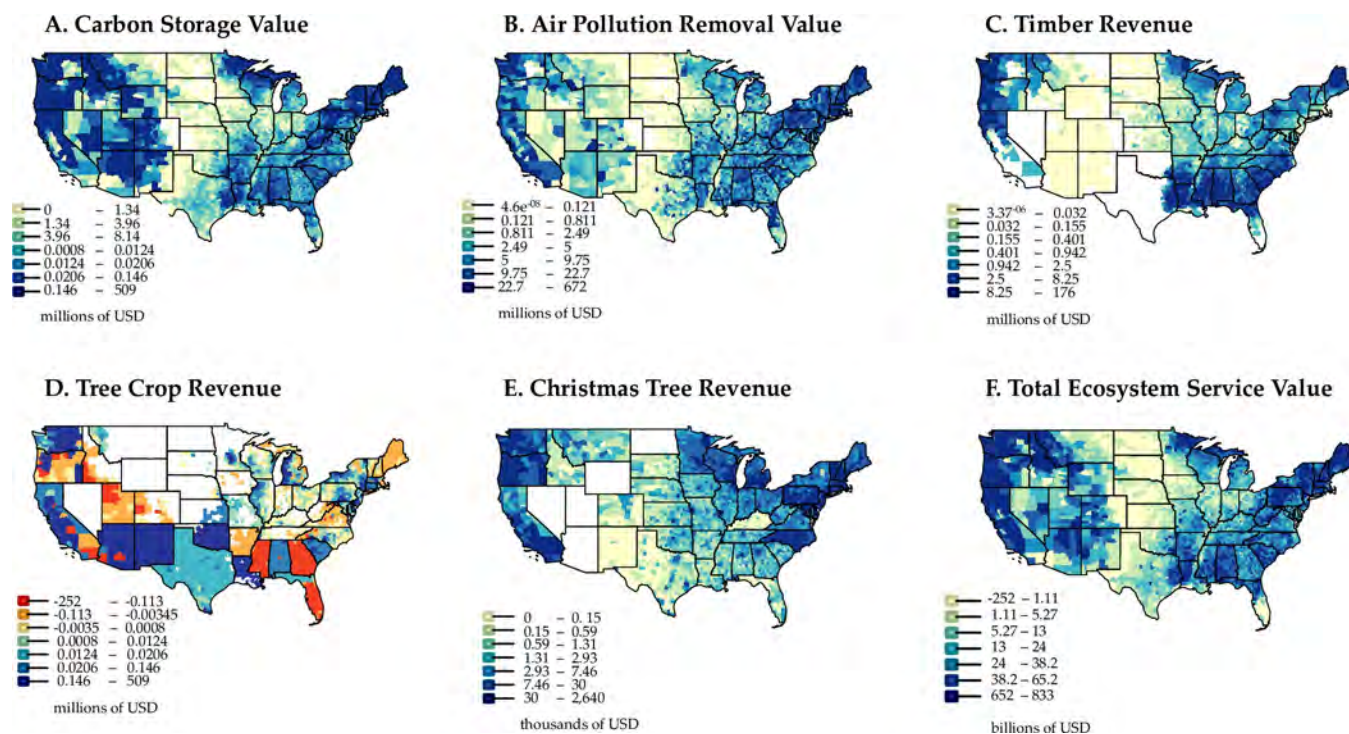 A. Carbon Storage Value
0 – 1.34
1.34 – 3.96
3.96 – 8.14
0.0008 – 0.0124
0.0124 – 0.0206
0.0206 – 0.146
0.146 – 509
millions of USD
B. Air Pollution Removal Value
4.6e-08 – 0.121
0.121 – 0.811
0.811 – 2.49
2.49 – 5
5 – 9.75
9.75 – 22.7
22.7 – 672
millions of USD
C. Timber Revenue
3.37-06 – 0.032
0.032 – 0.155
0.155 – 0.401
0.401 – 0.942
0.942 – 2.5
2.5 – 8.25
8.25 – 176
millions of USD
D. Tree Crop Revenue
-252 – -0.113
-0.113 – -0.00345
-0.0035 – 0.0008
0.0008 – 0.0124
0.0124 – 0.0206
0.0206 – 0.146
0.146 – 509
millions of USD
E. Christmas Tree Revenue
0 – 0.15
0.15 – 0.59
0.59 – 1.31
1.31 – 2.93
2.93 – 7.46
7.46 – 30
30 – 2,640
thousands of USD
F. Total Ecosystem Service Value
-252 – 1.11
1.11 – 5.27
5.27 – 13
13 – 24
24 – 38.2
38.2 – 65.2
652 – 833
billions of USD